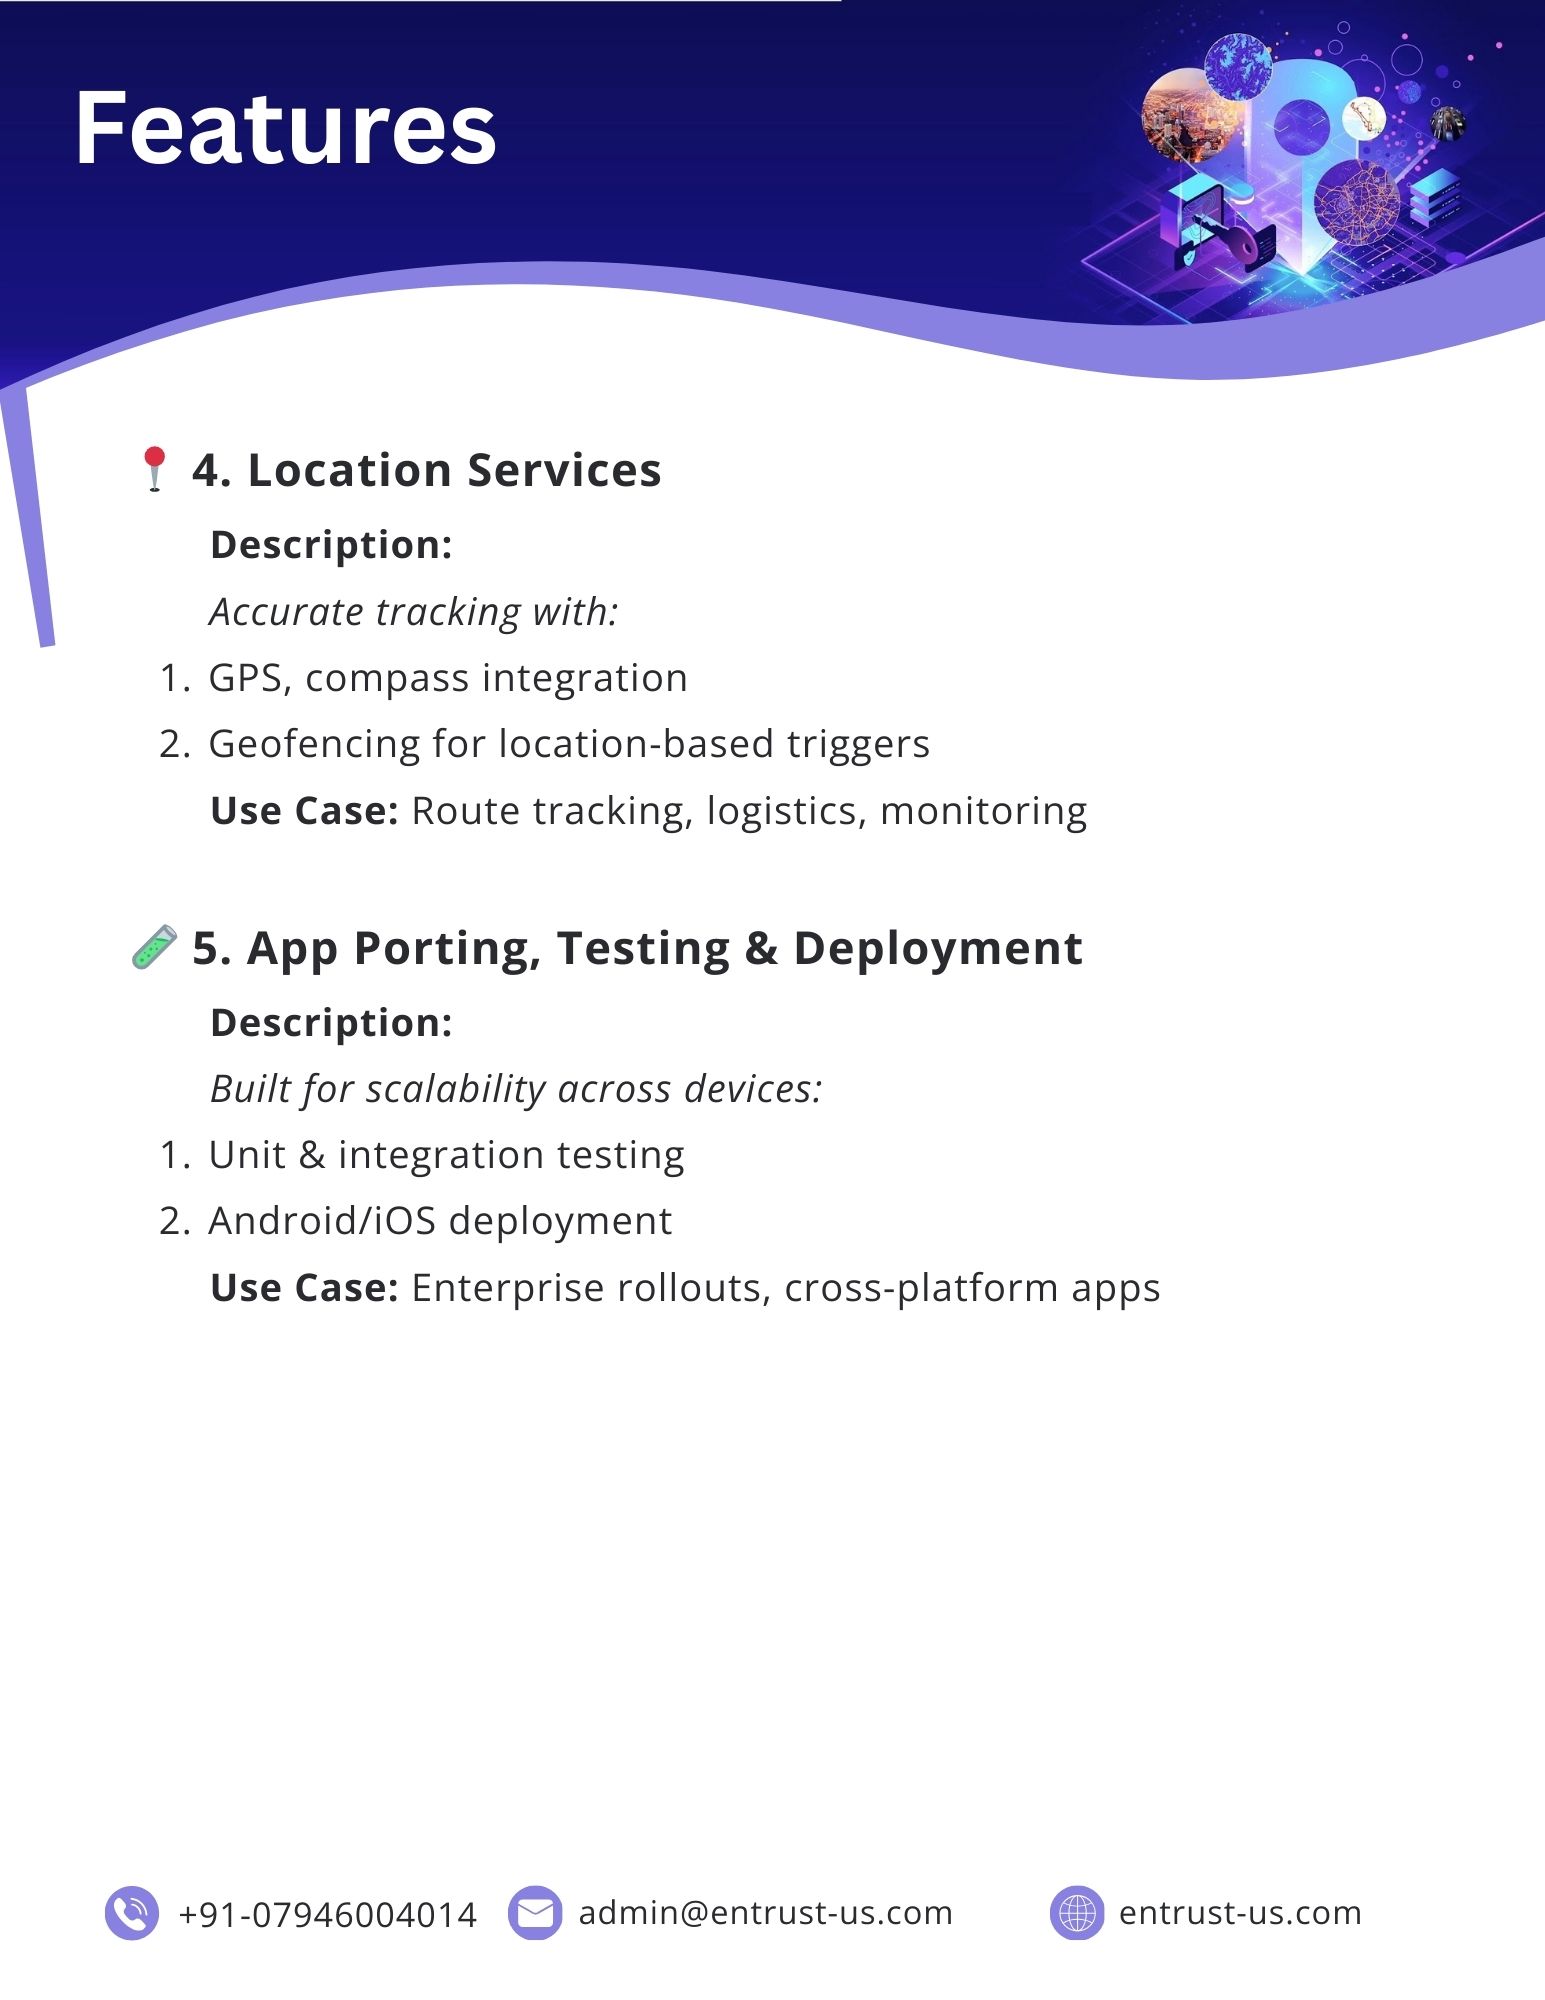 Features
📍 4. Location Services
Description:
Accurate tracking with:
1. GPS, compass integration
2. Geofencing for location-based triggers
Use Case: Route tracking, logistics, monitoring
🧪 5. App Porting, Testing & Deployment
Description:
Built for scalability across devices:
1. Unit & integration testing
2. Android/iOS deployment
Use Case: Enterprise rollouts, cross-platform apps
+91-07946004014 admin@entrust-us.com entrust-us.com